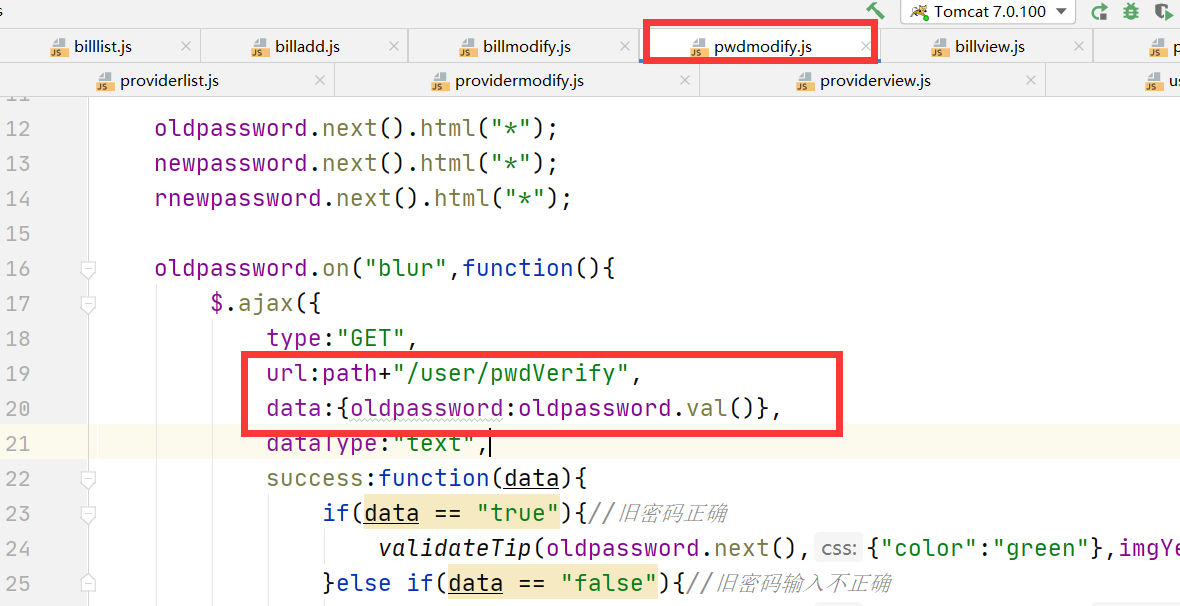 Tomcat 7.0.100
billlist.js billadd.js billmodify.js pwdmodify.js billview.js
providerlist.js providermodify.js providerview.js
12 oldpassword.next().html("*");
13 newpassword.next().html("*");
14 rnewpassword.next().html("*");
15
16 oldpassword.on("blur",function(){
17 $.ajax({
18 type:"GET",
19 url:path+"/user/pwdVerify",
20 data:{oldpassword:oldpassword.val()},
21 dataType:"text",
22 success:function(data){
23 if(data == "true"){//旧密码正确
24 validateTip(oldpassword.next(), css: {"color":"green"},imgYe
25 }else if(data == "false"){//旧密码输入不正确